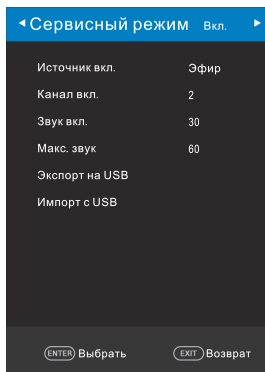 Сервисный режим Вкл.
Источник вкл. Эфир
Канал вкл. 2
Звук вкл. 30
Макс. звук 60
Экспорт на USB
Импорт с USB
ENTER Выбрать EXIT Возврат